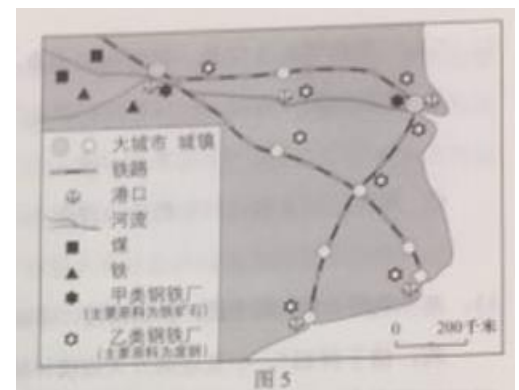 大城市 城镇
铁路
港口
河流
煤
铁
甲类钢铁厂
(主要原料为铁矿石)
乙类钢铁厂
(主要原料为废钢)
0 200千米
图5